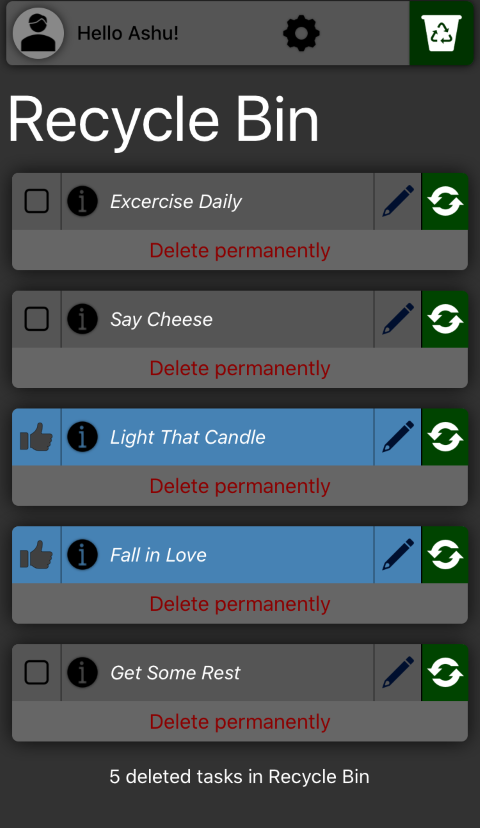 Hello Ashu!
Recycle Bin
Excercise Daily
Delete permanently
Say Cheese
Delete permanently
Light That Candle
Delete permanently
Fall in Love
Delete permanently
Get Some Rest
Delete permanently
5 deleted tasks in Recycle Bin